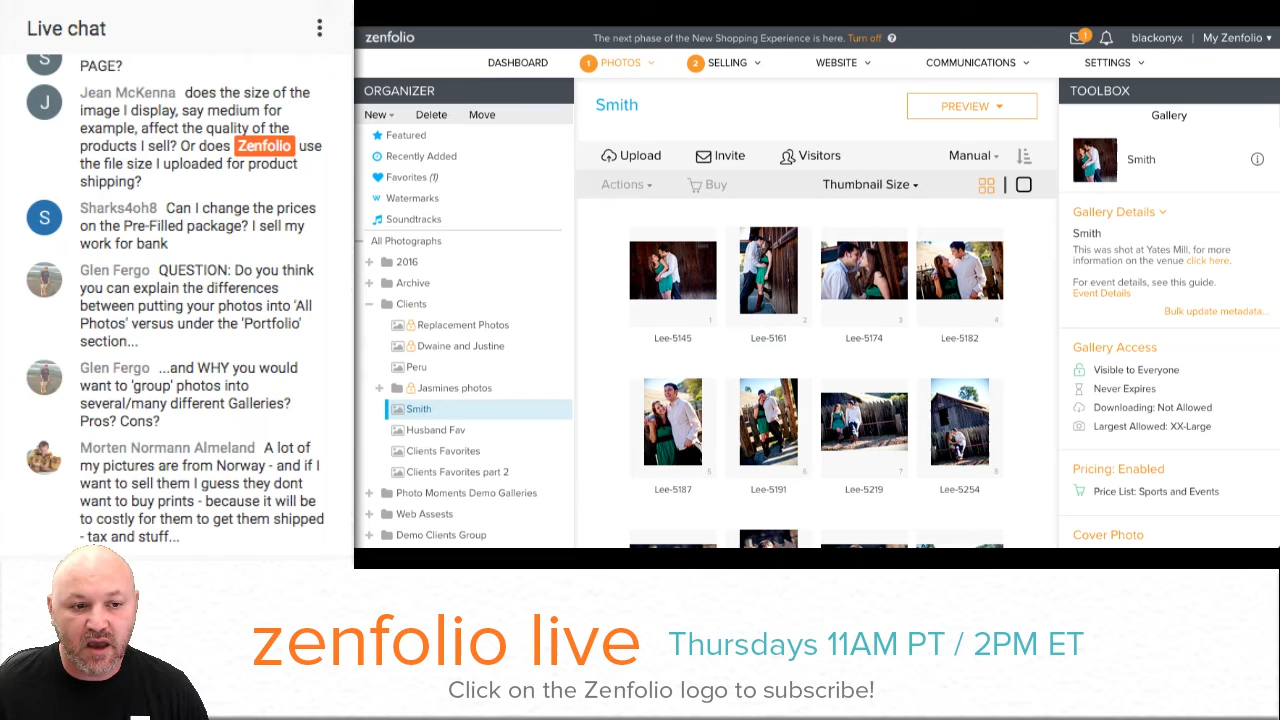 Live chat
PAGE?
S
Jean McKenna does the size of the
J
image I display, say medium for
example, affect the quality of the
products I sell? Or does Zenfolio use
the file size I uploaded for product
shipping?
Sharks4oh8 Can I change the prices
S
on the Pre-Filled package? I sell my
work for bank
Glen Fergo QUESTION: Do you think
you can explain the differences
between putting your photos into 'All
Photos' versus under the 'Portfolio'
section...
Glen Fergo ...and WHY you would
want to 'group' photos into
several/many different Galleries?
Pros? Cons?
Morten Normann Almeland A lot of
my pictures are from Norway - and if I
want to sell them I guess they dont
want to buy prints - because it will be
to costly for them to get them shipped
- tax and stuff...
zenfolio
The next phase of the New Shopping Experience is here. Turn off ?
1
blackonyx | My Zenfolio
DASHBOARD
1 PHOTOS
2 SELLING
WEBSITE
COMMUNICATIONS
SETTINGS
ORGANIZER
New
Delete
Move
Featured
Recently Added
Favorites (1)
W Watermarks
Soundtracks
All Photographs
2016
Archive
Clients
Replacement Photos
Dwaine and Justine
Peru
Jasmines photos
Smith
Husband Fav
Clients Favorites
Clients Favorites part 2
Photo Moments Demo Galleries
Web Assests
Demo Clients Group
Smith
PREVIEW
Upload
Invite
Visitors
Manual
Actions
Buy
Thumbnail Size
1
2
3
4
Lee-5145
Lee-5161
Lee-5174
Lee-5182
5
6
7
8
Lee-5187
Lee-5191
Lee-5219
Lee-5254
TOOLBOX
Gallery
Smith
Gallery Details
Smith
This was shot at Yates Mill, for more
information on the venue click here.
For event details, see this guide.
Event Details
Bulk update metadata...
Gallery Access
Visible to Everyone
Never Expires
Downloading: Not Allowed
Largest Allowed: XX-Large
Pricing: Enabled
Price List: Sports and Events
Cover Photo
zenfolio live
Thursdays 11AM PT / 2PM ET
Click on the Zenfolio logo to subscribe!